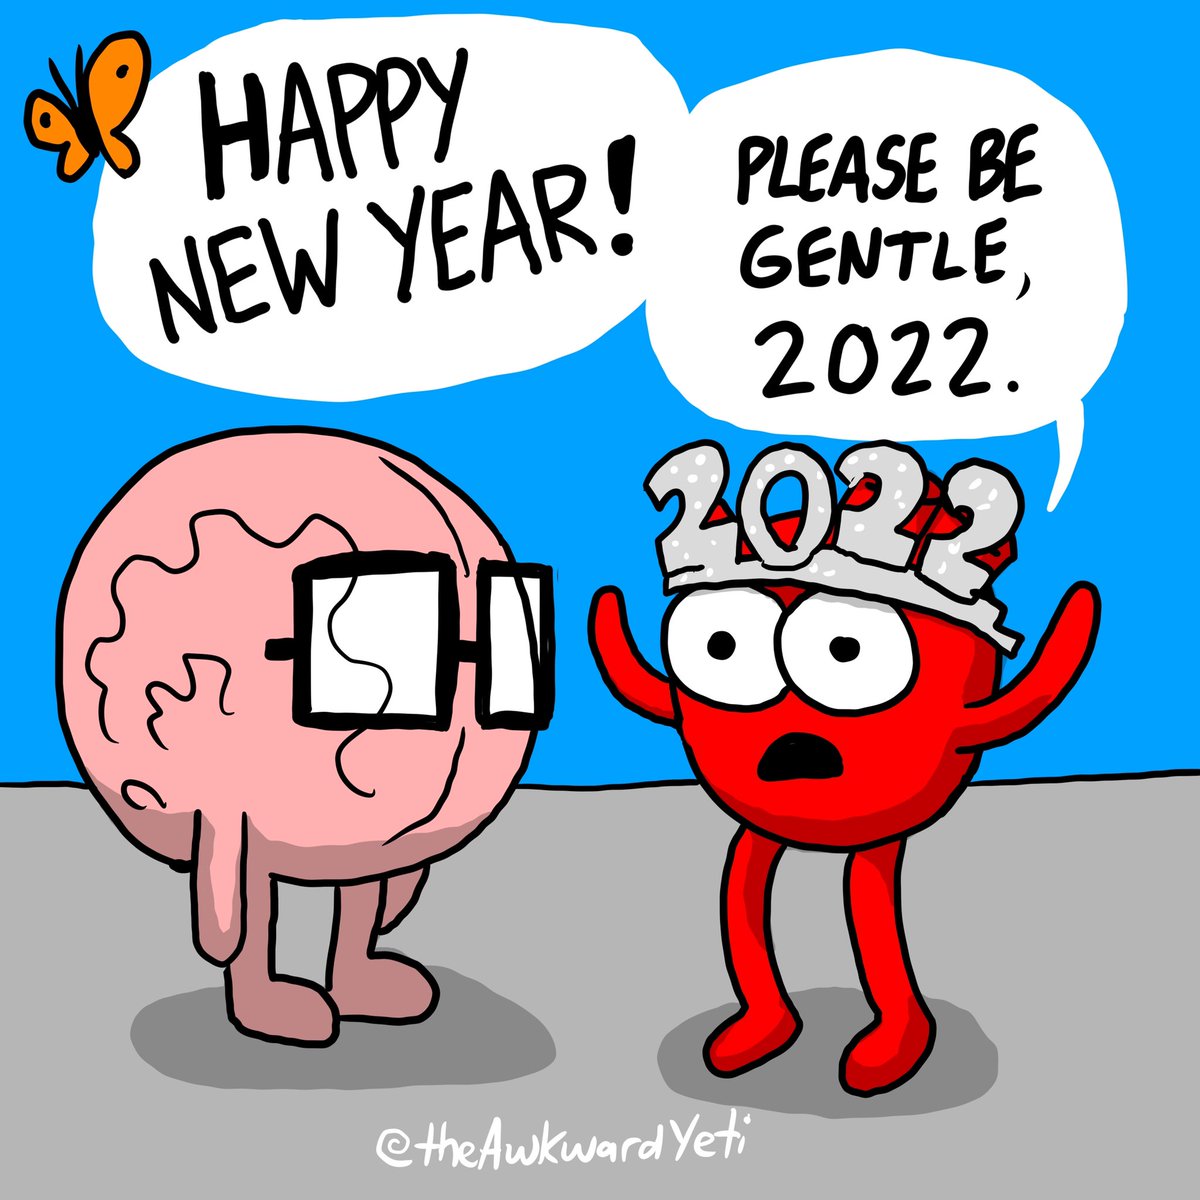 HAPPY
NEW YEAR!
PLEASE BE
GENTLE,
2022.
2022
@theAwkwardYeti